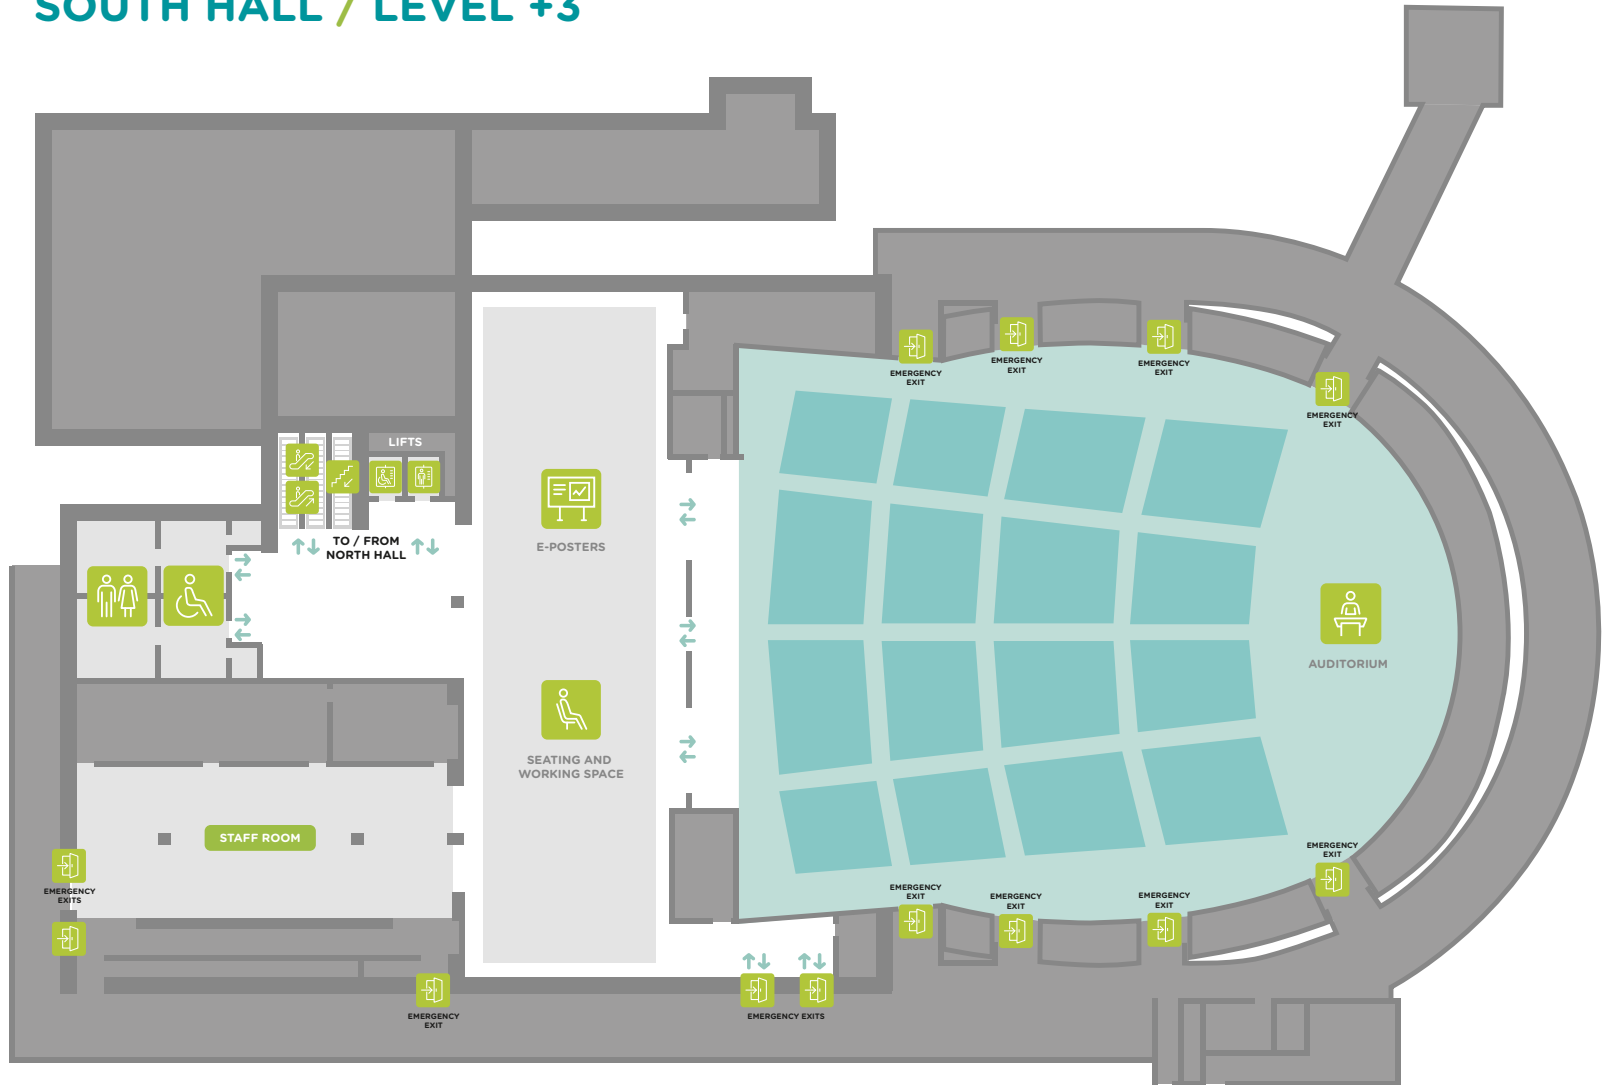 SOUTH HALL / LEVEL +3
EMERGENCY
EXIT
EMERGENCY
EXIT
EMERGENCY
EXIT
EMERGENCY
EXIT
LIFTS
TO / FROM
NORTH HALL
E-POSTERS
AUDITORIUM
SEATING AND
WORKING SPACE
STAFF ROOM
EMERGENCY
EXITS
EMERGENCY
EXIT
EMERGENCY
EXIT
EMERGENCY
EXIT
EMERGENCY
EXIT
EMERGENCY
EXIT
EMERGENCY EXITS